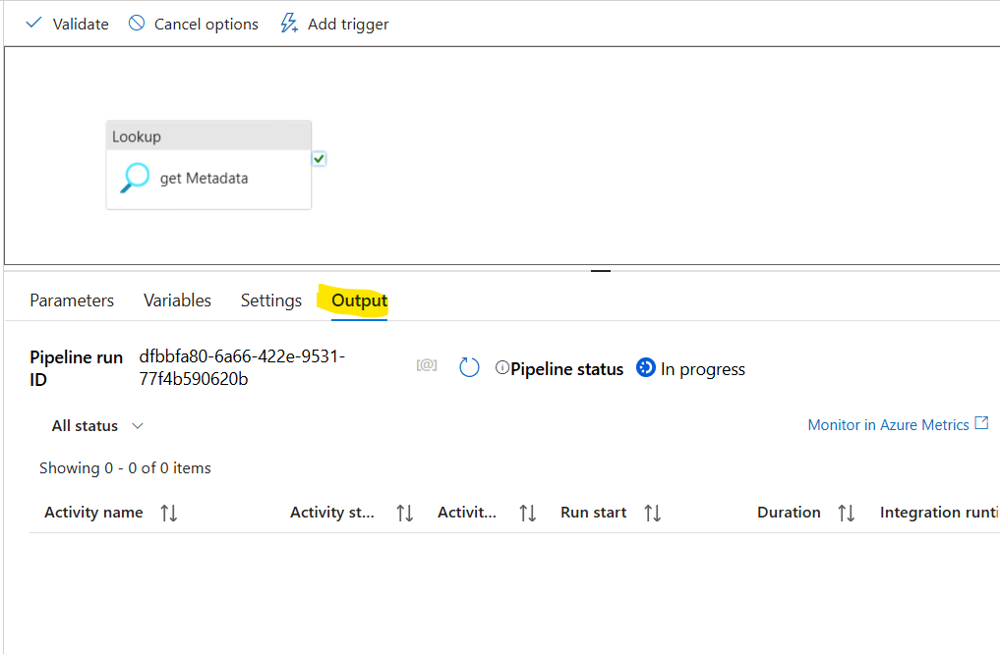 Validate Cancel options Add trigger
Lookup
get Metadata
Parameters Variables Settings Output
Pipeline run ID dfbbfa80-6a66-422e-9531-77f4b590620b [@] Pipeline status In progress
All status Monitor in Azure Metrics
Showing 0 - 0 of 0 items
Activity name Activity st... Activit... Run start Duration Integration runti